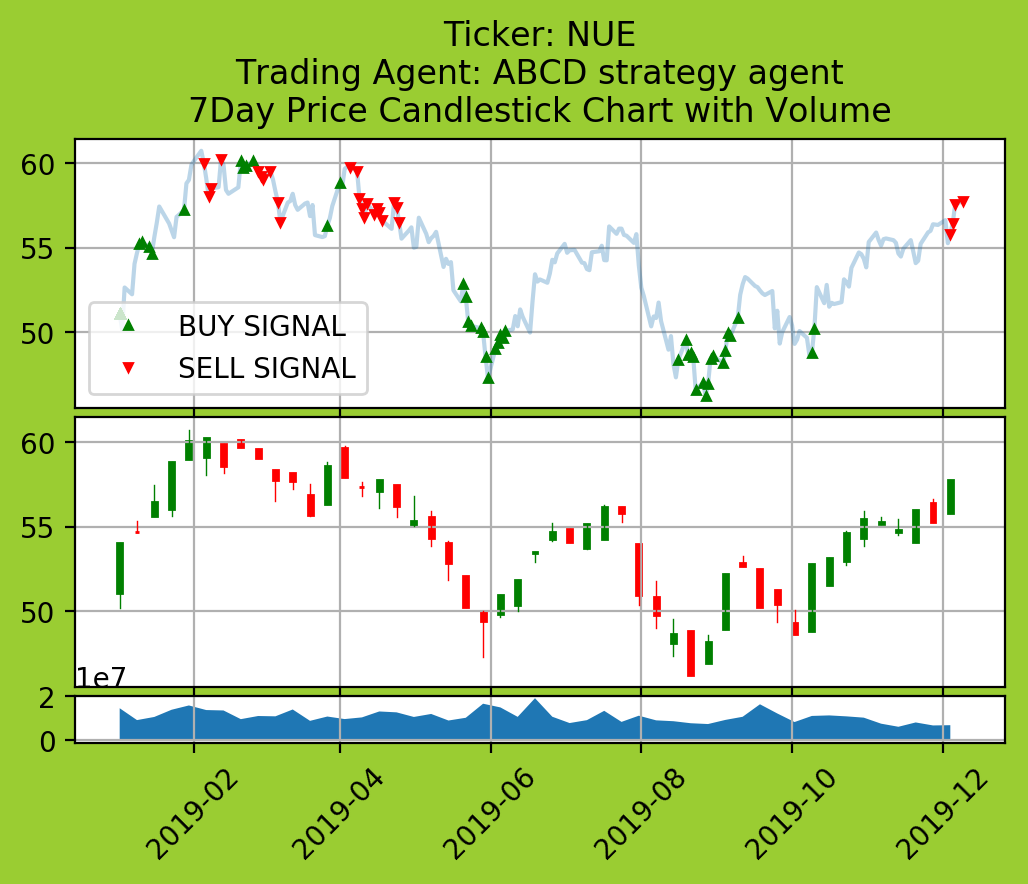 Ticker: NUE
Trading Agent: ABCD strategy agent
7Day Price Candlestick Chart with Volume
60
55
50
BUY SIGNAL
SELL SIGNAL
60
55
50
1e7
2
0
2019-02
2019-04
2019-06
2019-08
2019-10
2019-12